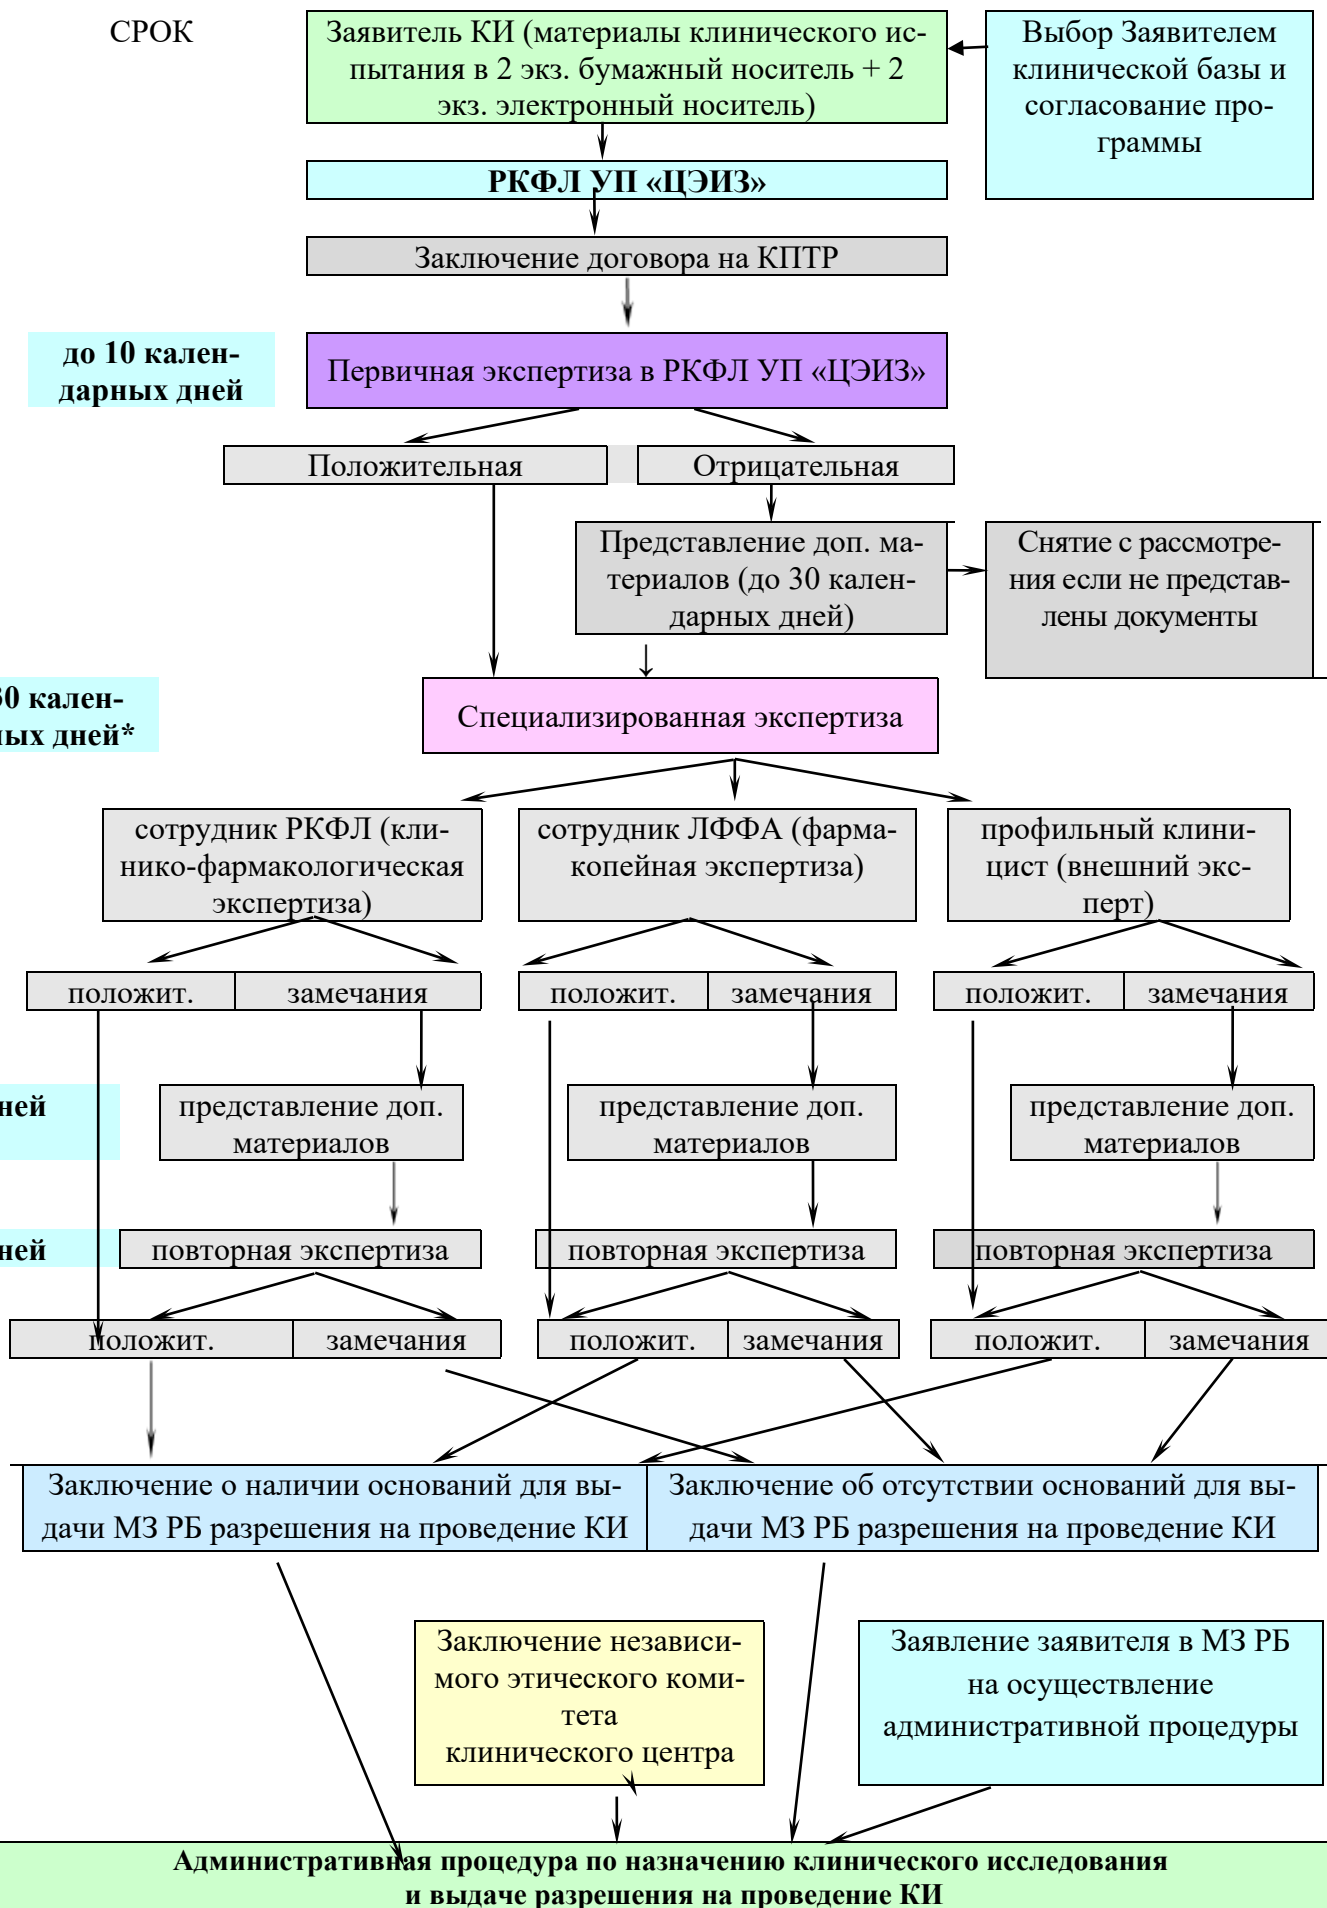 СРОК
Заявитель КИ (материалы клинического ис-
пытания в 2 экз. бумажный носитель + 2
экз. электронный носитель)
Выбор Заявителем
клинической базы и
согласование про-
граммы
РКФЛ УП «ЦЭИЗ»
Заключение договора на КПТР
до 10 кален-
дарных дней
Первичная экспертиза в РКФЛ УП «ЦЭИЗ»
Положительная
Отрицательная
Представление доп. ма-
териалов (до 30 кален-
дарных дней)
Снятие с рассмотре-
ния если не представ-
лены документы
30 кален-
ных дней*
Специализированная экспертиза
сотрудник РКФЛ (кли-
нико-фармакологическая
экспертиза)
сотрудник ЛФФА (фарма-
копейная экспертиза)
профильный клини-
цист (внешний экс-
перт)
положит.
замечания
положит.
замечания
положит.
замечания
ней
представление доп.
материалов
представление доп.
материалов
представление доп.
материалов
ней
повторная экспертиза
повторная экспертиза
повторная экспертиза
положит.
замечания
положит.
замечания
положит.
замечания
Заключение о наличии оснований для вы-
дачи МЗ РБ разрешения на проведение КИ
Заключение об отсутствии оснований для вы-
дачи МЗ РБ разрешения на проведение КИ
Заключение независи-
мого этического коми-
тета
клинического центра
Заявление заявителя в МЗ РБ
на осуществление
административной процедуры
Административная процедура по назначению клинического исследования
и выдаче разрешения на проведение КИ